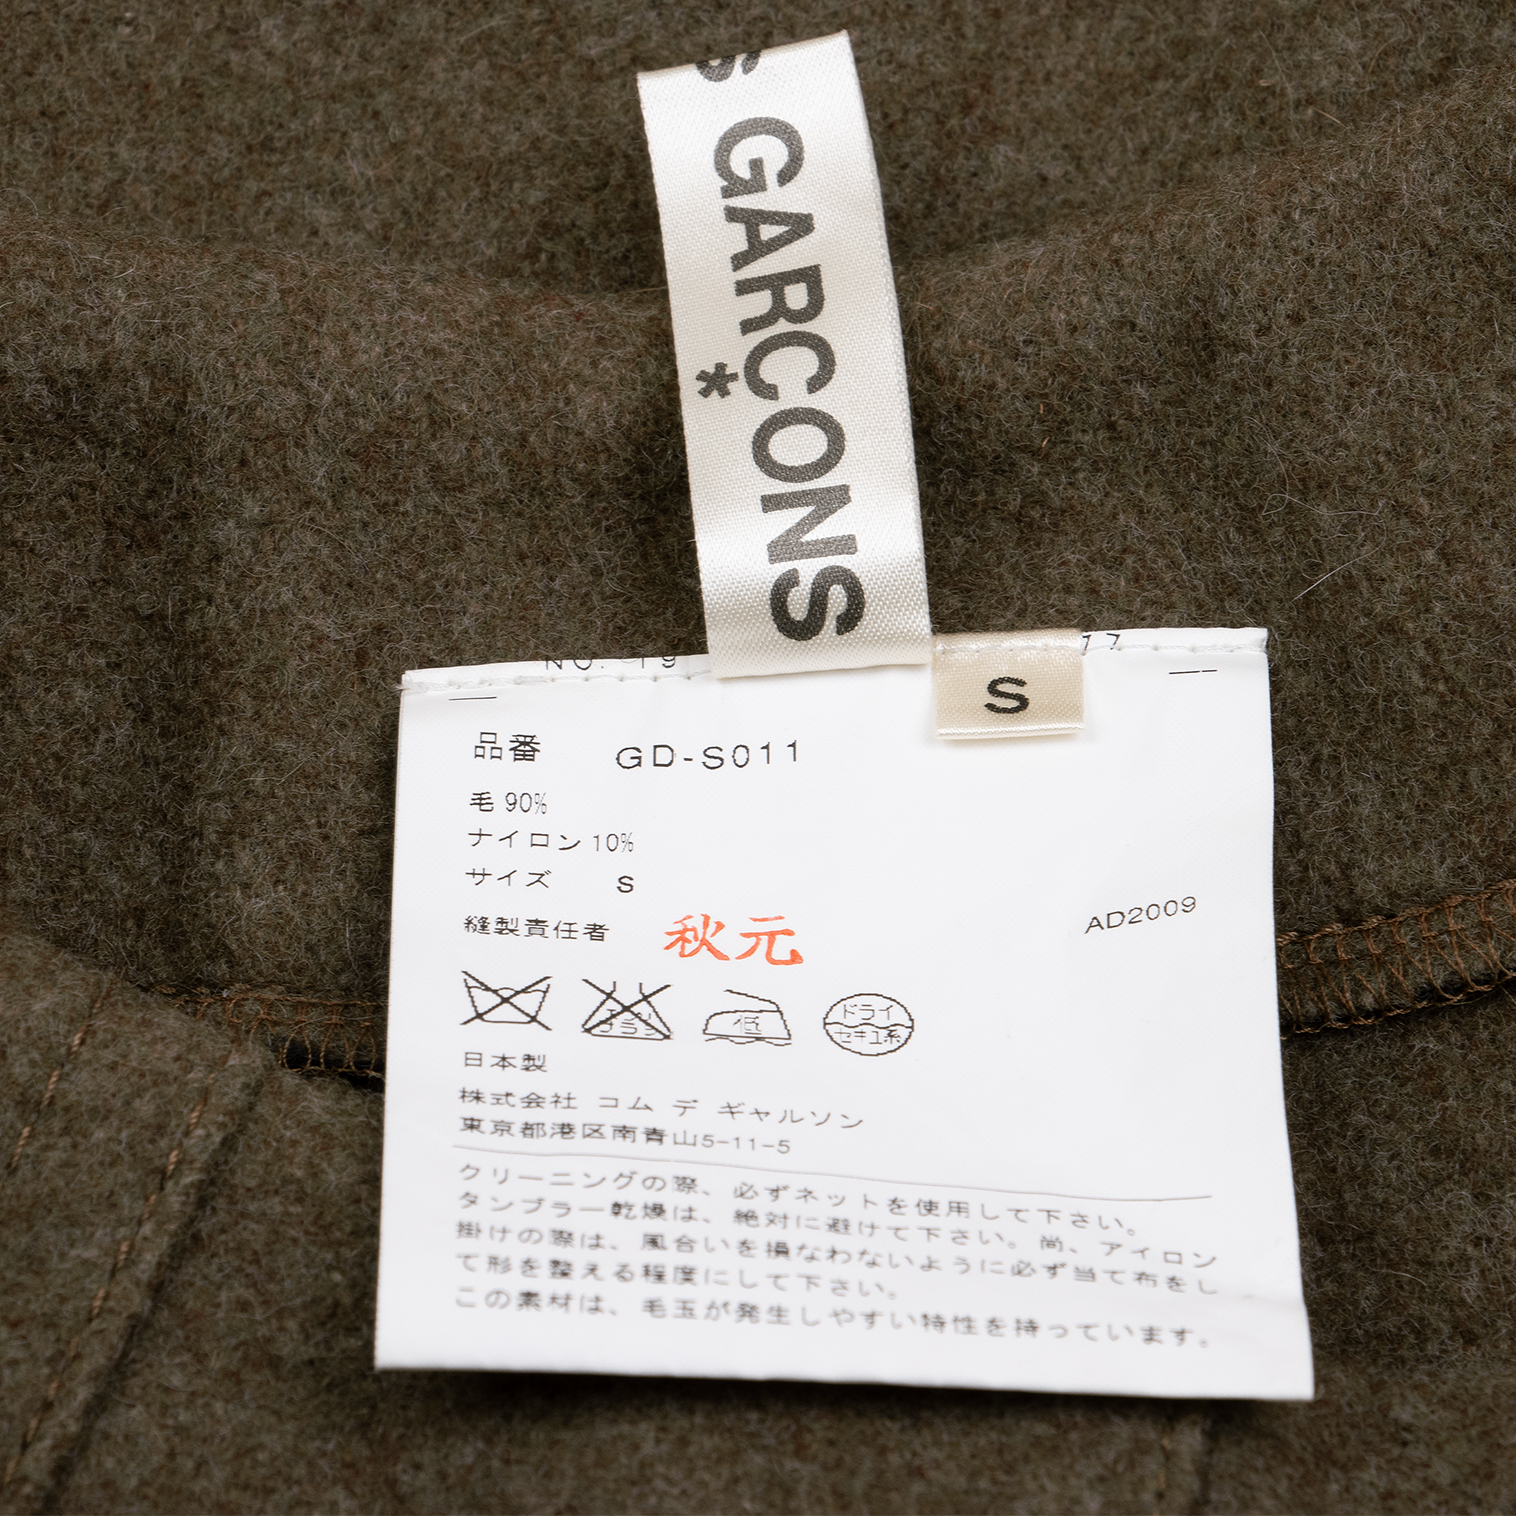 GARÇONS
S
品番 GD-S011
毛 90%
ナイロン 10%
サイズ S
縫製責任者 秋元
AD2009
低
ドライ
セキユ系
日本製
株式会社 コム デ ギャルソン
東京都港区南青山5-11-5
クリーニングの際、必ずネットを使用して下さい。
タンブラー乾燥は、絶対に避けて下さい。尚、アイロン
掛けの際は、風合いを損なわないように必ず当て布をし
て形を整える程度にして下さい。
この素材は、毛玉が発生しやすい特性を持っています。